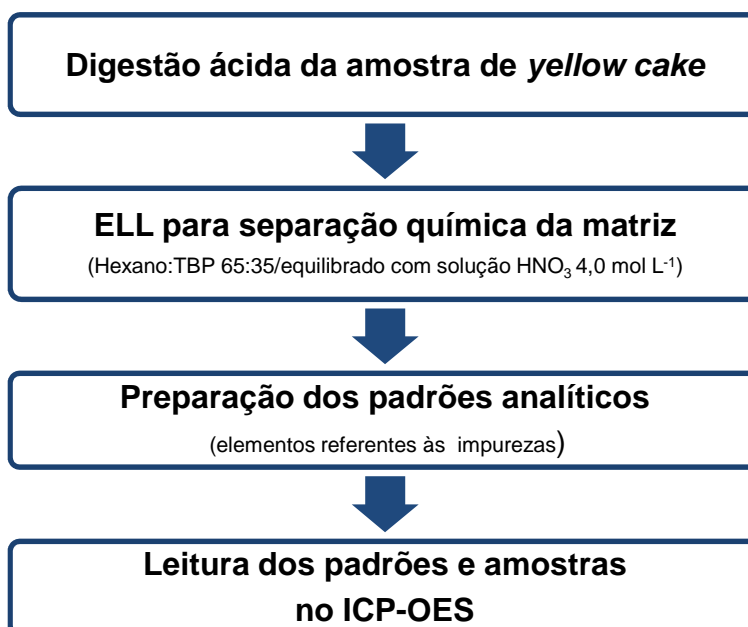 Digestão ácida da amostra de yellow cake
ELL para separação química da matriz
(Hexano:TBP 65:35/equilibrado com solução HNO₃ 4,0 mol L⁻¹)
Preparação dos padrões analíticos
(elementos referentes às impurezas)
Leitura dos padrões e amostras
no ICP-OES